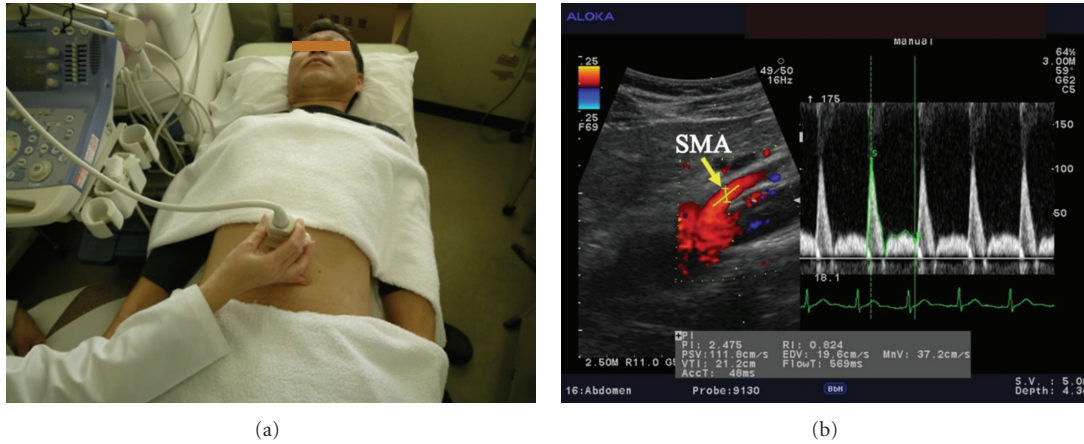 ALOKA
Manual
.25
.25
F69
49/50
16Hz
SMA
2.50M R11.0
175
18.1
150
100
50
64%
3.00M
59°
G62
C5
PI
PI: 2.475 RI: 0.824
PSV:111.8cm/s EDV: 19.6cm/s MnV: 37.2cm/s
VTI: 21.2cm FlowT: 569ms
AccT: 48ms
16:Abdomen Probe:9130 BbH
S.V. : 5.0
Depth: 4.3
(a) (b)